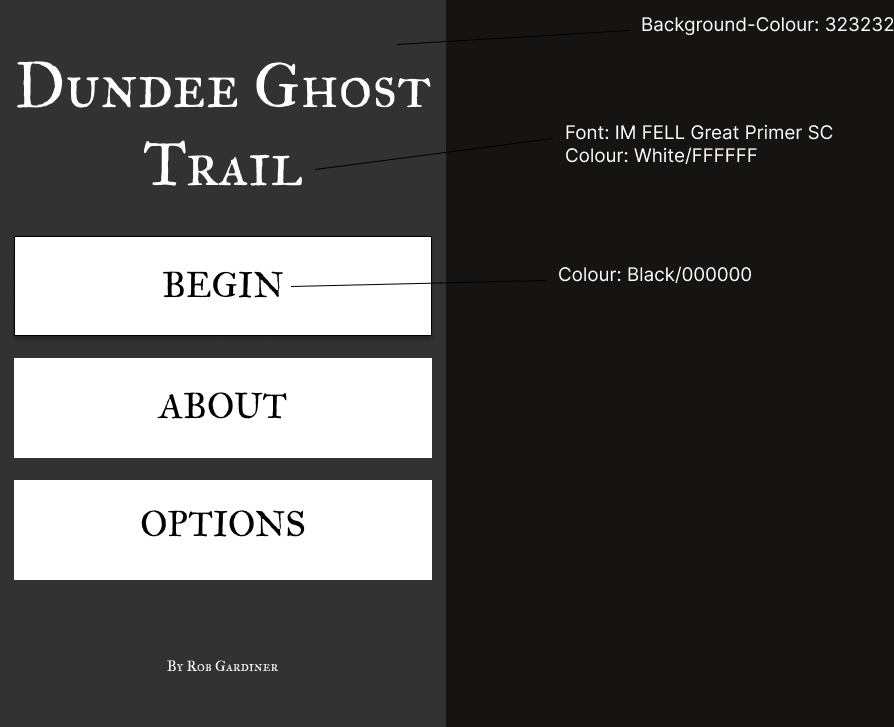 Background-Colour: 323232
Dundee Ghost
Trail
Font: IM FELL Great Primer SC
Colour: White/FFFFFF
BEGIN
Colour: Black/000000
ABOUT
OPTIONS
By Rob Gardiner